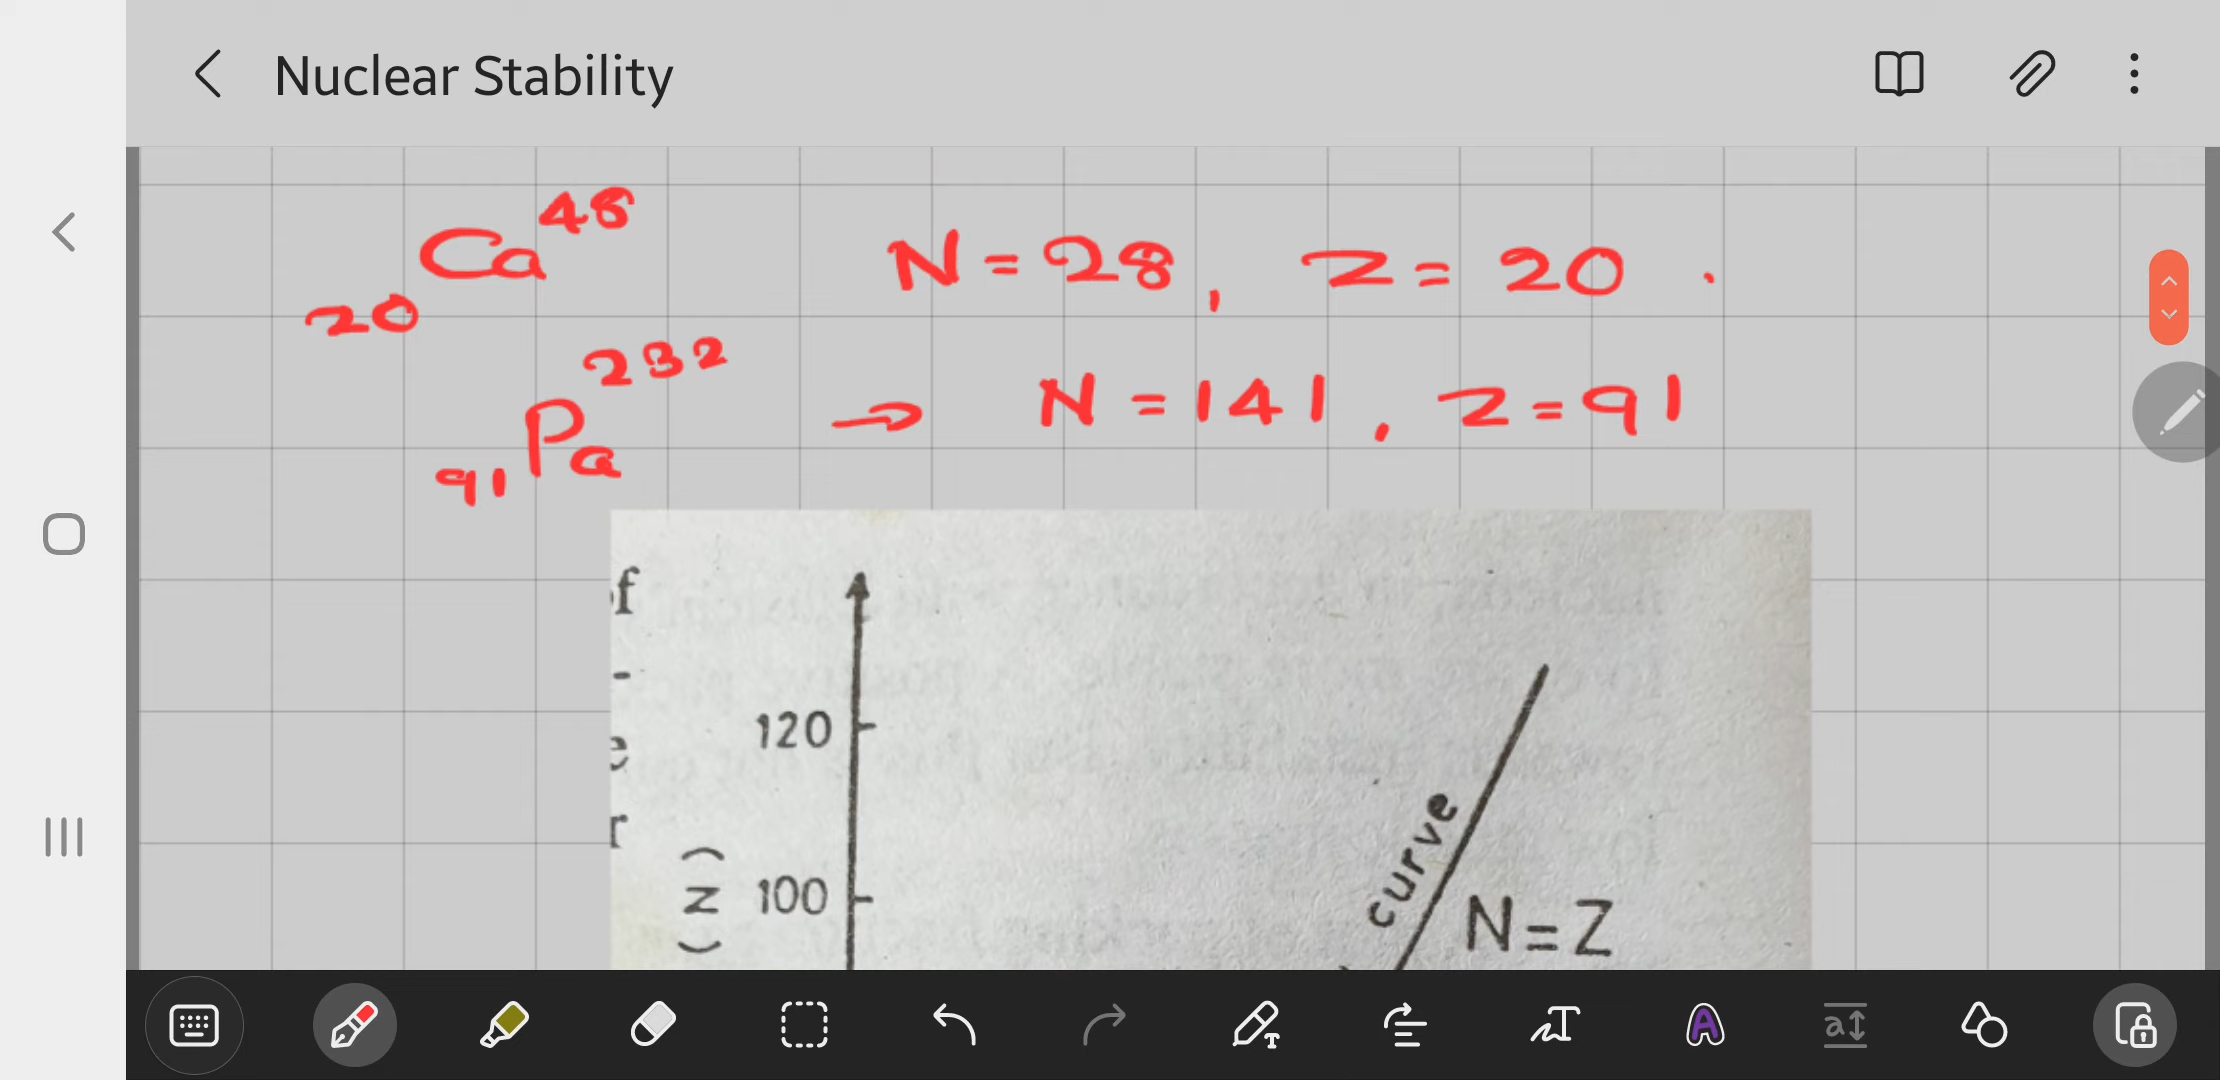 Nuclear Stability
₂₀Ca⁴⁸ N = 28, Z = 20.
₉₁Pa²³² → N = 141, Z = 91
f
-
e
r
120
100
(N)
curve
N=Z